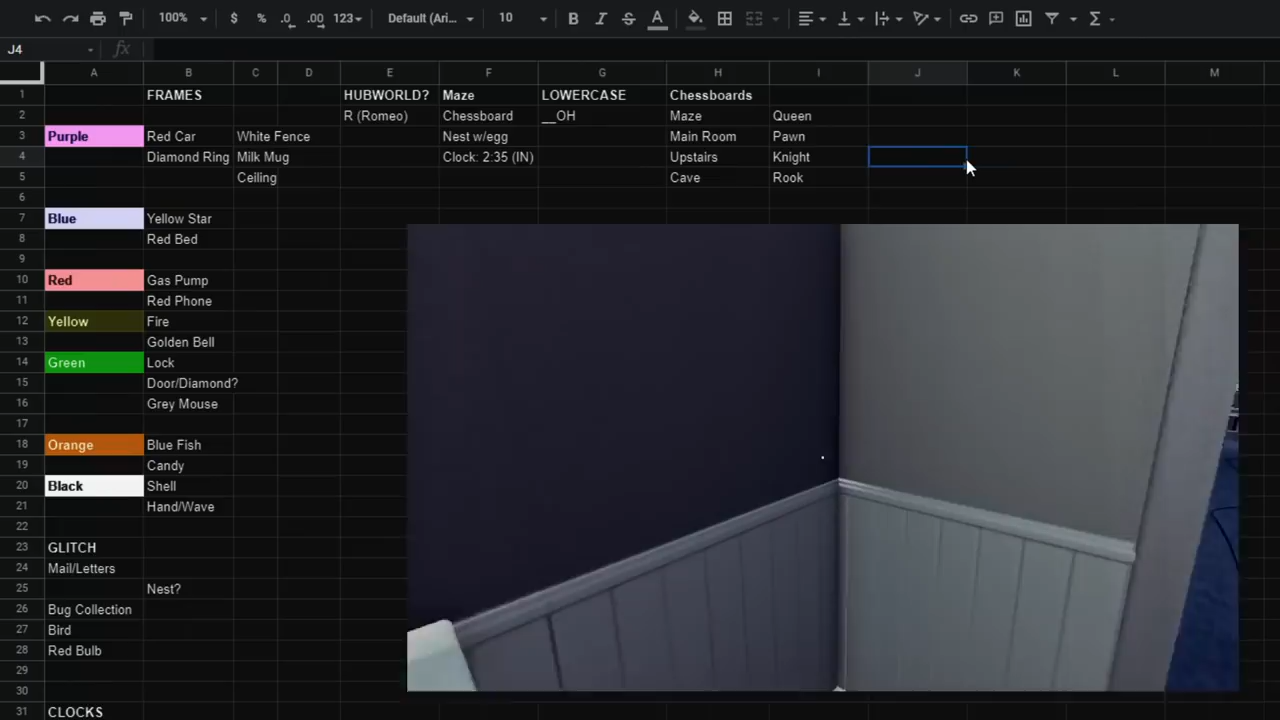 100% $ % .0 .00 123 Default (Ari... 10 B I S A Σ
J4 fx
A B C D E F G H I J K L M
1 FRAMES HUBWORLD? Maze LOWERCASE Chessboards
2 R (Romeo) Chessboard __OH Maze Queen
3 Purple Red Car White Fence Nest w/egg Main Room Pawn
4 Diamond Ring Milk Mug Clock: 2:35 (IN) Upstairs Knight
5 Ceiling Cave Rook
6
7 Blue Yellow Star
8 Red Bed
9
10 Red Gas Pump
11 Red Phone
12 Yellow Fire
13 Golden Bell
14 Green Lock
15 Door/Diamond?
16 Grey Mouse
17
18 Orange Blue Fish
19 Candy
20 Black Shell
21 Hand/Wave
22
23 GLITCH
24 Mail/Letters
25 Nest?
26 Bug Collection
27 Bird
28 Red Bulb
29
30
31 CLOCKS